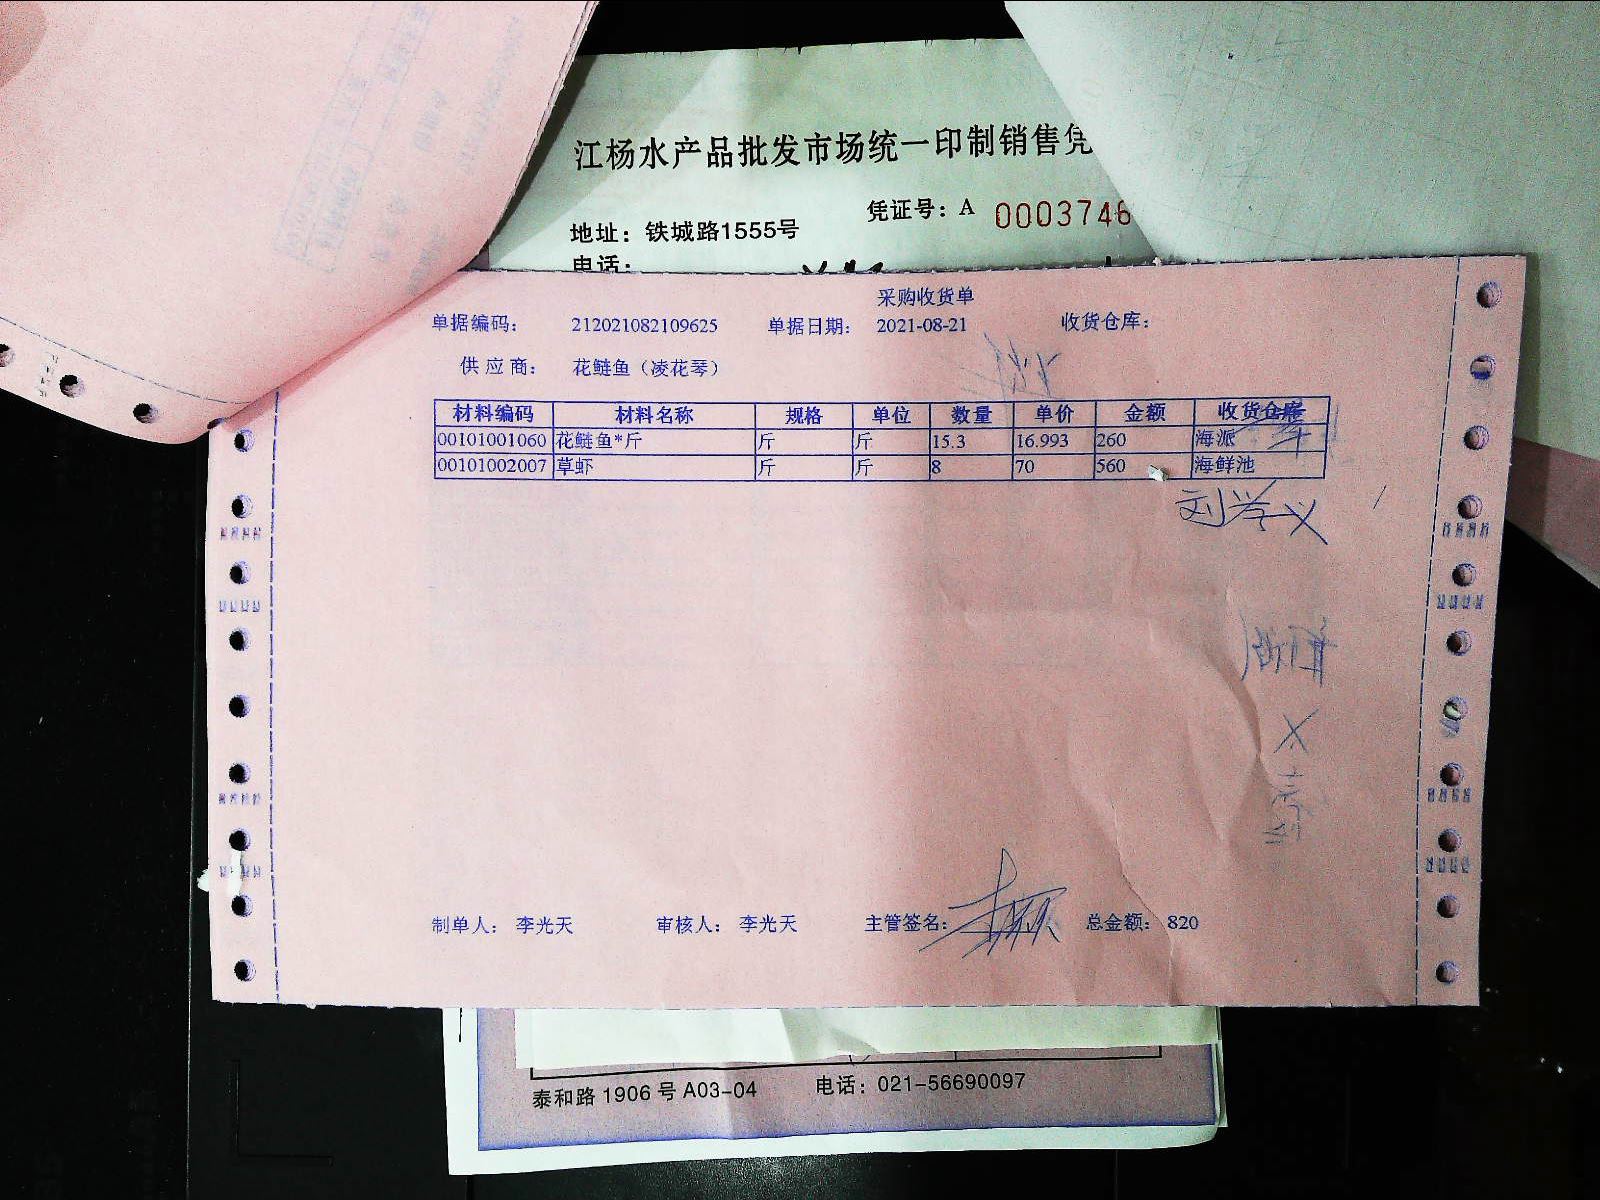 江杨水产品批发市场统一印制销售凭
凭证号：A 0003746
地址：铁城路1555号
电话：
采购收货单
单据编码： 212021082109625 单据日期： 2021-08-21 收货仓库：
供应商： 花鲢鱼（凌花琴）
材料编码 材料名称 规格 单位 数量 单价 金额 收货仓库
00101001060 花鲢鱼*斤 斤 斤 15.3 16.993 260 海派
00101002007 草虾 斤 斤 8 70 560 海鲜池
刘学义
制单人： 李光天 审核人： 李光天 主管签名： 总金额： 820
泰和路 1906 号 A03-04 电话：021-56690097